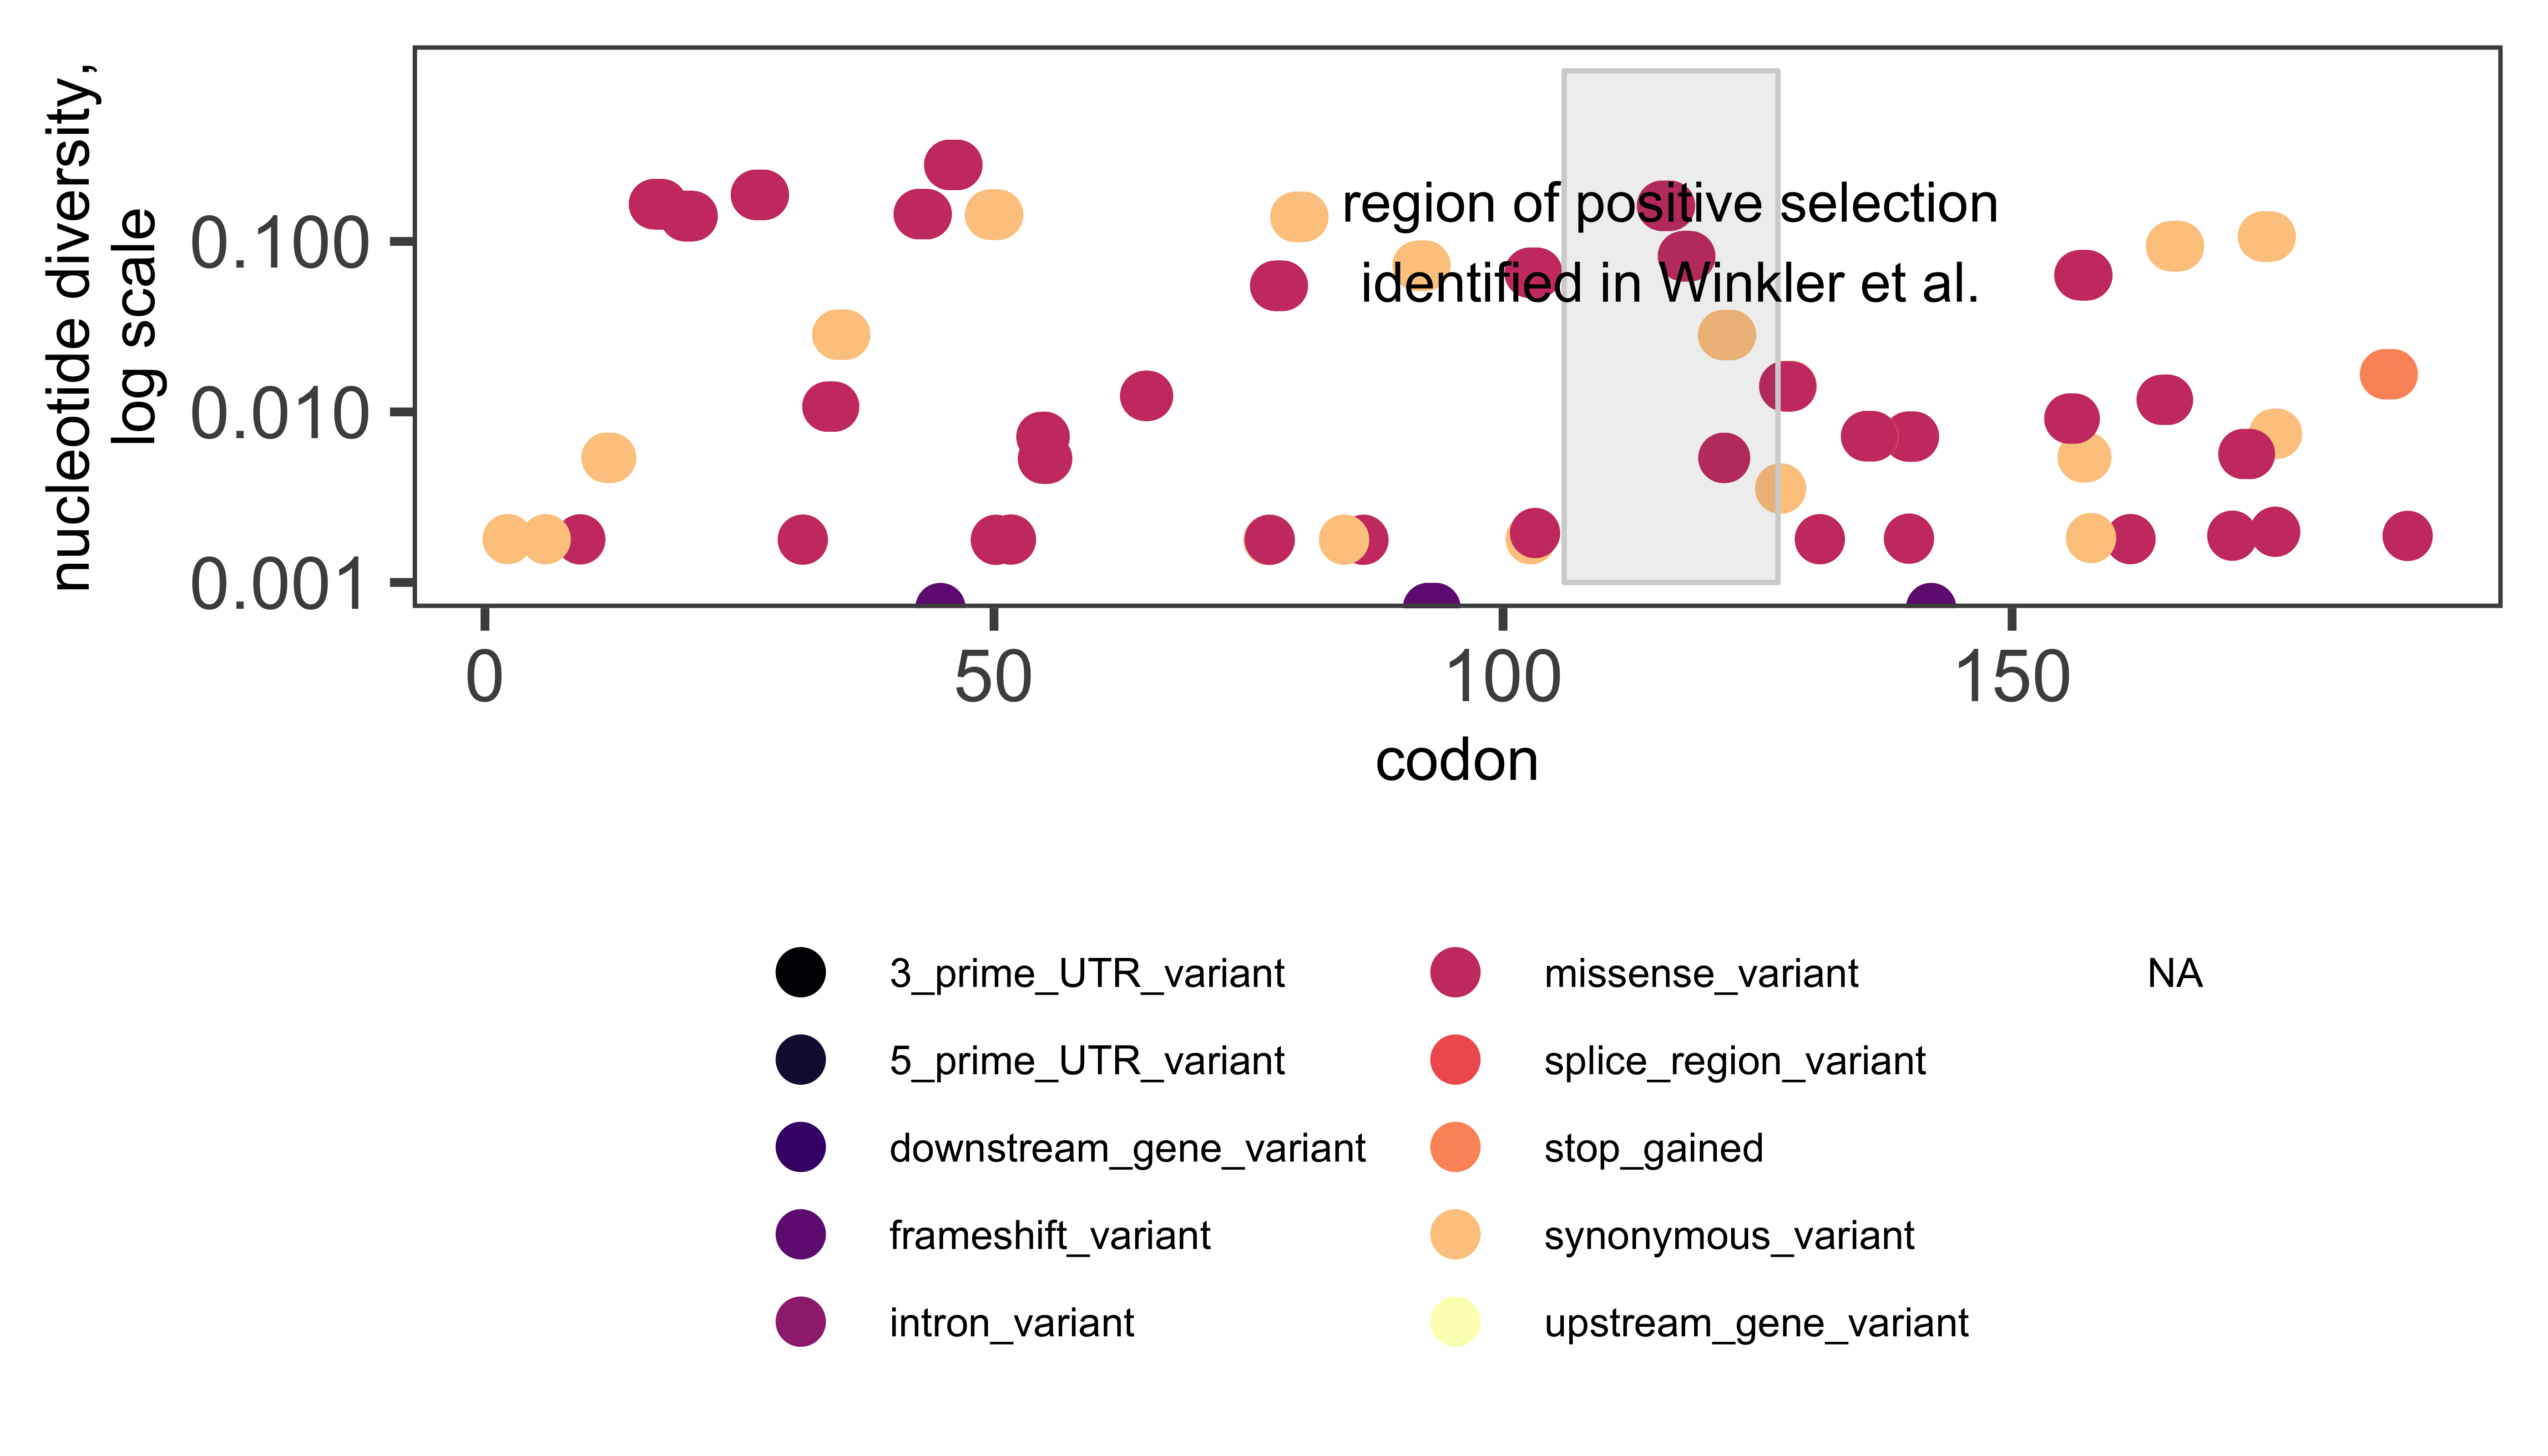 nucleotide diversity,
log scale
0.100
0.010
0.001
region of positive selection
identified in Winkler et al.
0
50
100
150
codon
3_prime_UTR_variant
5_prime_UTR_variant
downstream_gene_variant
frameshift_variant
intron_variant
missense_variant
splice_region_variant
stop_gained
synonymous_variant
upstream_gene_variant
NA